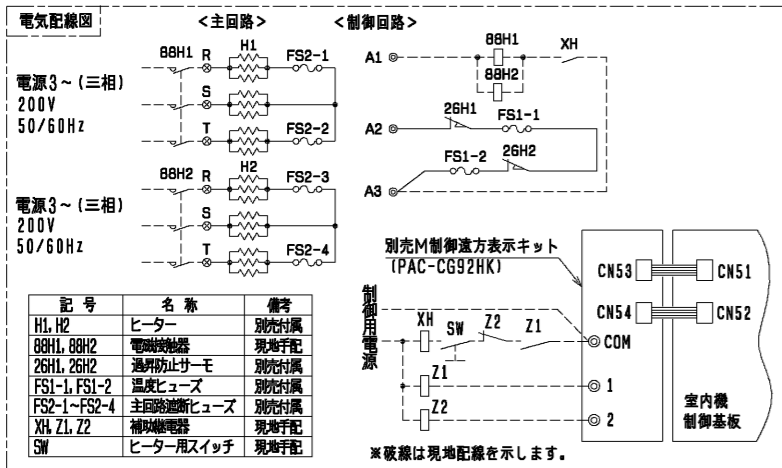 電気配線図
<主回路>
<制御回路>
電源3～(三相)
200V
50/60Hz
88H1
R
H1
FS2-1
S
T
FS2-2
電源3～(三相)
200V
50/60Hz
88H2
R
H2
FS2-3
S
T
FS2-4
A1
88H1
XH
88H2
A2
26H1
FS1-1
FS1-2
26H2
A3
記号 名称 備考
H1, H2 ヒーター 別売付属
88H1, 88H2 電磁接触器 現地手配
26H1, 26H2 過昇防止サーモ 別売付属
FS1-1, FS1-2 温度ヒューズ 別売付属
FS2-1～FS2-4 主回路遮断ヒューズ 別売付属
XH, Z1, Z2 補助継電器 現地手配
SW ヒーター用スイッチ 現地手配
別売M制御遠方表示キット
(PAC-CG92HK)
CN53
CN51
CN54
CN52
制御用電源
XH
SW
Z2
Z1
COM
Z1
1
Z2
2
室内機
制御基板
※破線は現地配線を示します。